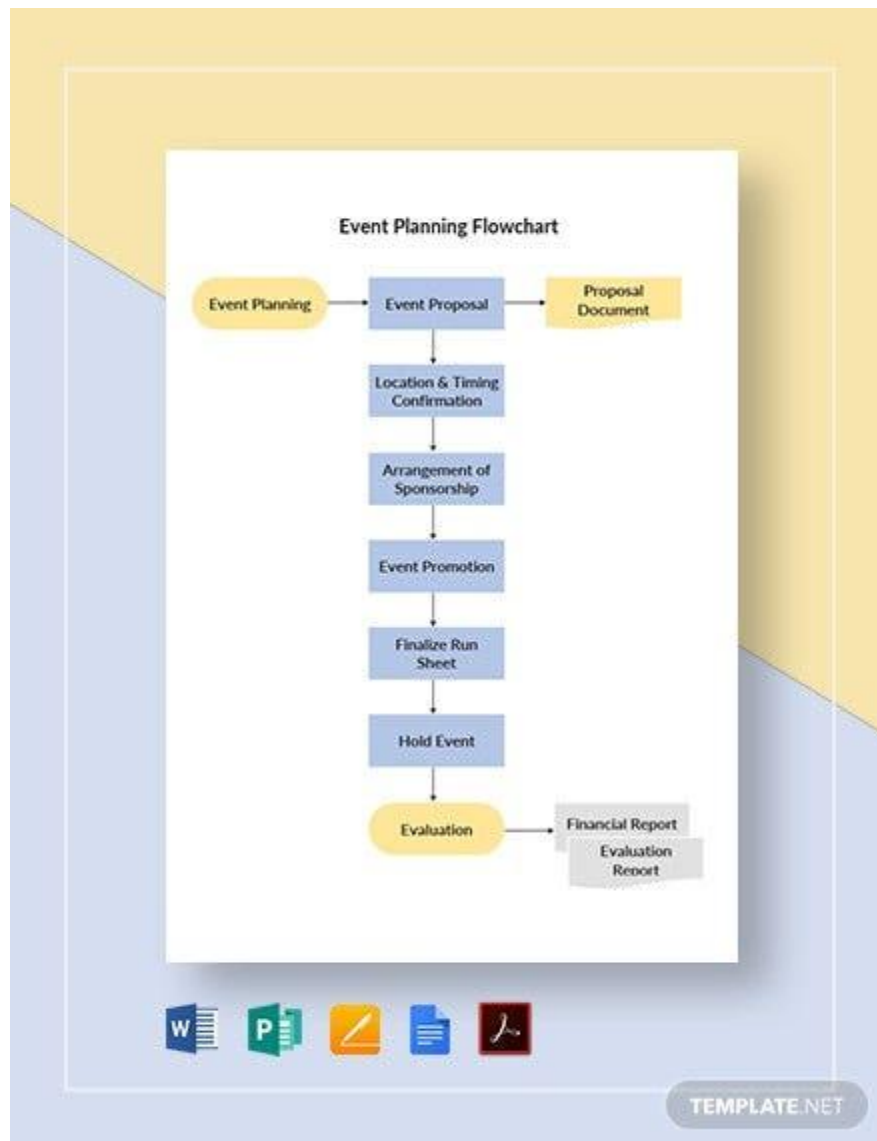 Event Planning Flowchart
Event Planning
Event Proposal
Proposal
Document
Location & Timing
Confirmation
Arrangement of
Sponsorship
Event Promotion
Finalize Run
Sheet
Hold Event
Evaluation
Financial Report
Evaluation
Report
W
P
TEMPLATE.NET